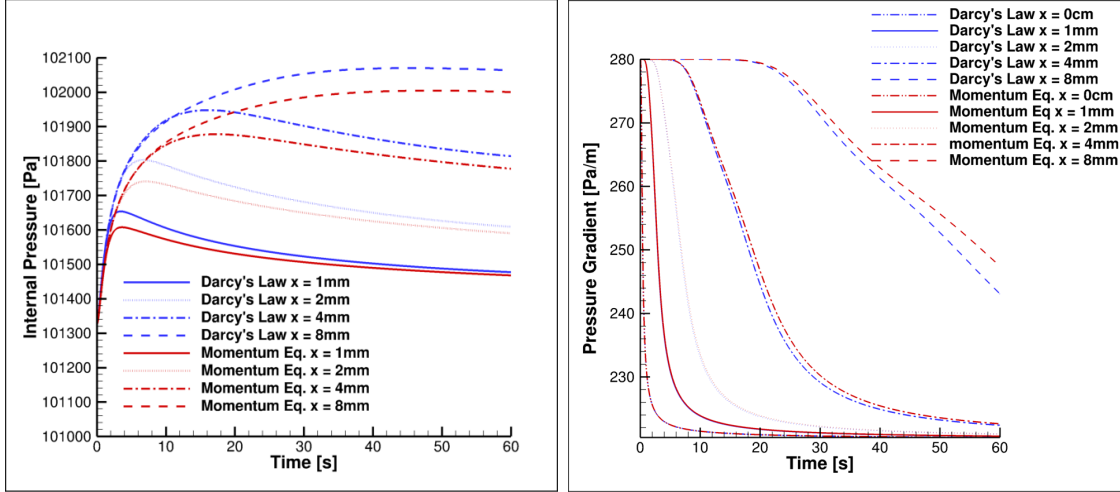 Internal Pressure [Pa]
102100
102000
101900
101800
101700
101600
101500
101400
101300
101200
101100
101000
0
10
20
30
40
50
60
Time [s]
Darcy's Law x = 1mm
Darcy's Law x = 2mm
Darcy's Law x = 4mm
Darcy's Law x = 8mm
Momentum Eq. x = 1mm
Momentum Eq. x = 2mm
Momentum Eq. x = 4mm
Momentum Eq. x = 8mm
Pressure Gradient [Pa/m]
280
270
260
250
240
230
0
10
20
30
40
50
60
Time [s]
Darcy's Law x = 0cm
Darcy's Law x = 1mm
Darcy's Law x = 2mm
Darcy's Law x = 4mm
Darcy's Law x = 8mm
Momentum Eq. x = 0cm
Momentum Eq. x = 1mm
Momentum Eq. x = 2mm
momentum Eq. x = 4mm
Momentum Eq. x = 8mm